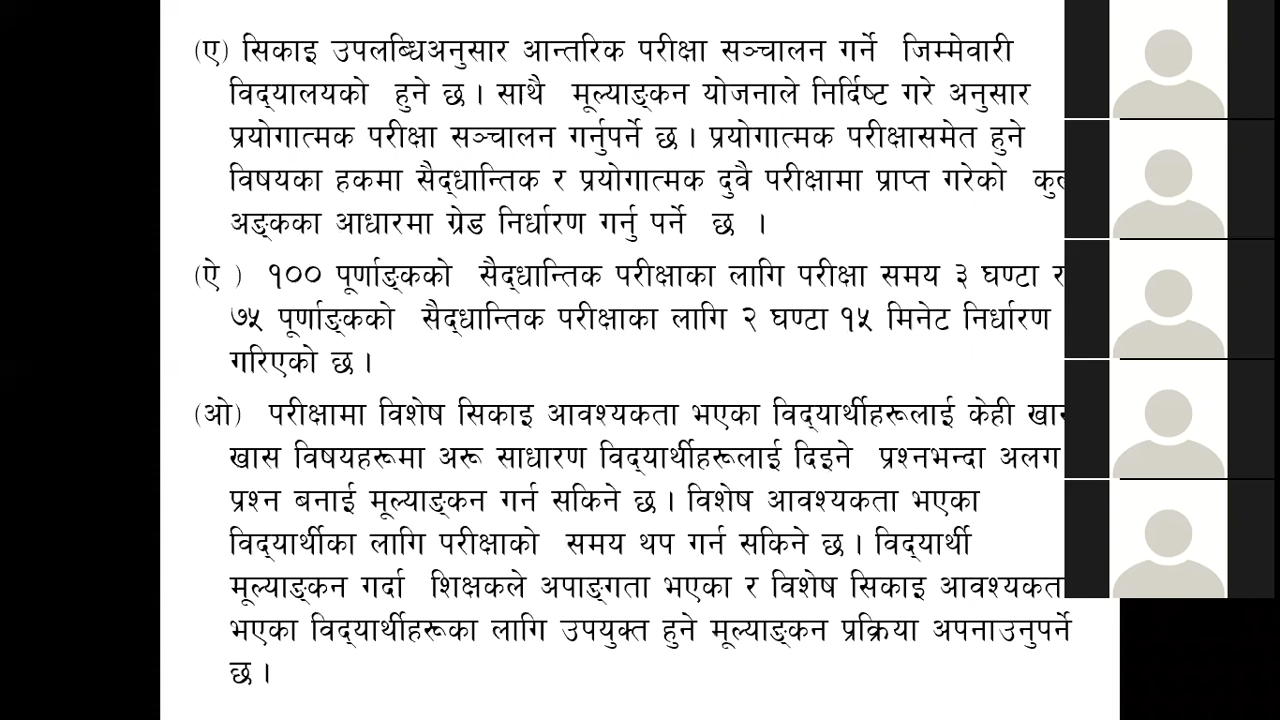 (ए) सिकाइ उपलब्धिअनुसार आन्तरिक परीक्षा सञ्चालन गर्ने जिम्मेवारी
विद्यालयको हुने छ । साथै मूल्याङ्कन योजनाले निर्दिष्ट गरे अनुसार
प्रयोगात्मक परीक्षा सञ्चालन गर्नुपर्ने छ । प्रयोगात्मक परीक्षासमेत हुने
विषयका हकमा सैद्धान्तिक र प्रयोगात्मक दुवै परीक्षामा प्राप्त गरेको
अङ्कका आधारमा ग्रेड निर्धारण गर्नु पर्ने छ ।
(ऐ ) १०० पूर्णाङ्कको सैद्धान्तिक परीक्षाका लागि परीक्षा समय ३ घण्टा र
७५ पूर्णाङ्कको सैद्धान्तिक परीक्षाका लागि २ घण्टा १५ मिनेट निर्धारण
गरिएको छ ।
(ओ) परीक्षामा विशेष सिकाइ आवश्यकता भएका विद्यार्थीहरूलाई केही
खास विषयहरूमा अरू साधारण विद्यार्थीहरूलाई दिइने प्रश्नभन्दा अलग
प्रश्न बनाई मूल्याङ्कन गर्न सकिने छ । विशेष आवश्यकता भएका
विद्यार्थीका लागि परीक्षाको समय थप गर्न सकिने छ । विद्यार्थी
मूल्याङ्कन गर्दा शिक्षकले अपाङ्गता भएका र विशेष सिकाइ आवश्यकता
भएका विद्यार्थीहरूका लागि उपयुक्त हुने मूल्याङ्कन प्रक्रिया अपनाउनुपर्ने
छ ।